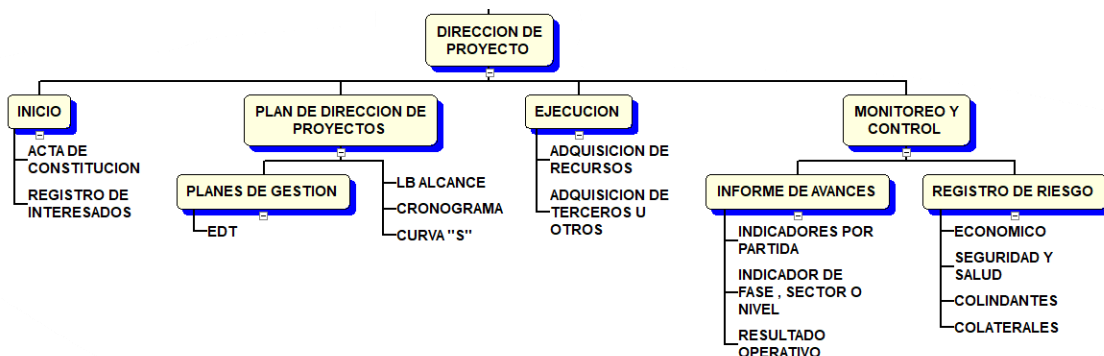 DIRECCION DE
PROYECTO
INICIO
ACTA DE
CONSTITUCION
REGISTRO DE
INTERESADOS
PLAN DE DIRECCION DE
PROYECTOS
PLANES DE GESTION
EDT
LB ALCANCE
CRONOGRAMA
CURVA "S"
EJECUCION
ADQUISICION DE
RECURSOS
ADQUISICION DE
TERCEROS U
OTROS
MONITOREO Y
CONTROL
INFORME DE AVANCES
INDICADORES POR
PARTIDA
INDICADOR DE
FASE , SECTOR O
NIVEL
RESULTADO
OPERATIVO
REGISTRO DE RIESGO
ECONOMICO
SEGURIDAD Y
SALUD
COLINDANTES
COLATERALES